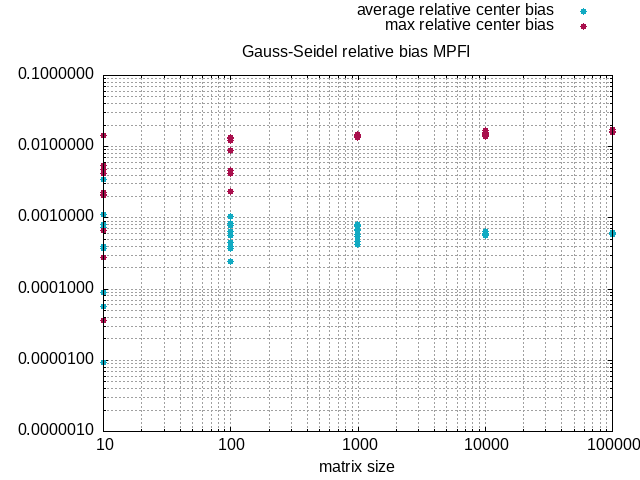 average relative center bias
max relative center bias
Gauss-Seidel relative bias MPFI
0.1000000
0.0100000
0.0010000
0.0001000
0.0000100
0.0000010
10 100 1000 10000 100000
matrix size